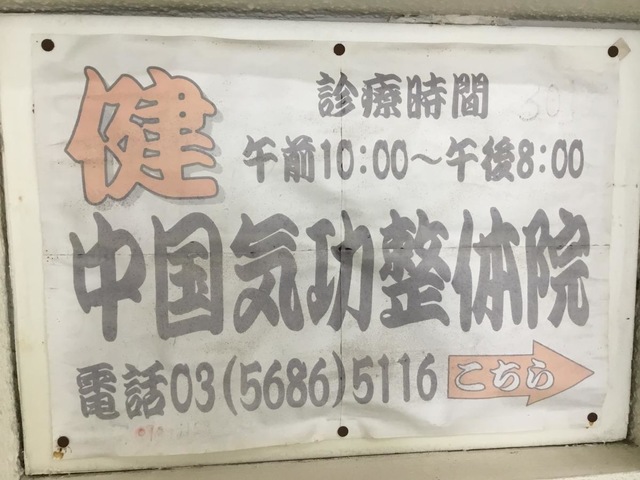 健
診療時間
午前10:00～午後8:00
中国気功整体院
電話03(5686)5116
こちら